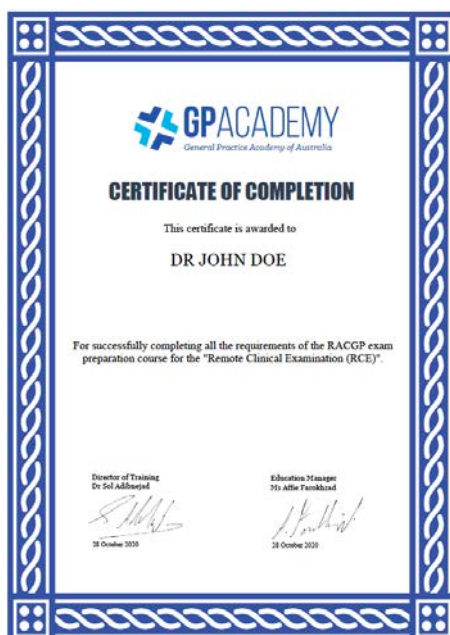 GPACADEMY
General Practice Academy of Australia
CERTIFICATE OF COMPLETION
This certificate is awarded to
DR JOHN DOE
For successfully completing all the requirements of the RACGP exam
preparation course for the "Remote Clinical Examination (RCE)".
Director of Training
Dr Sol Adibnejad
28 October 2020
Education Manager
Ms Affie Farokhzad
28 October 2020